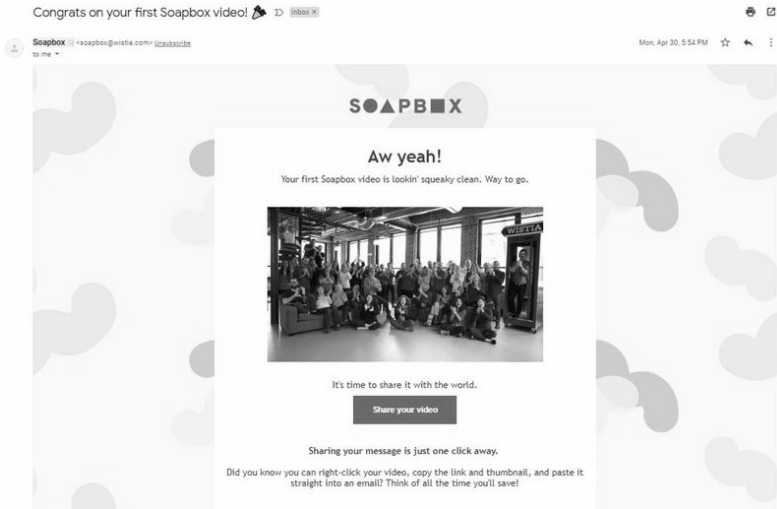 Congrats on your first Soapbox video!
Inbox ×
Soapbox <soapbox@wistia.com> Unsubscribe
Mon, Apr 30, 5:54 PM
to me
SOAPBOX
Aw yeah!
Your first Soapbox video is lookin' squeaky clean. Way to go.
WISTIA
It's time to share it with the world.
Share your video
Sharing your message is just one click away.
Did you know you can right-click your video, copy the link and thumbnail, and paste it
straight into an email? Think of all the time you'll save!